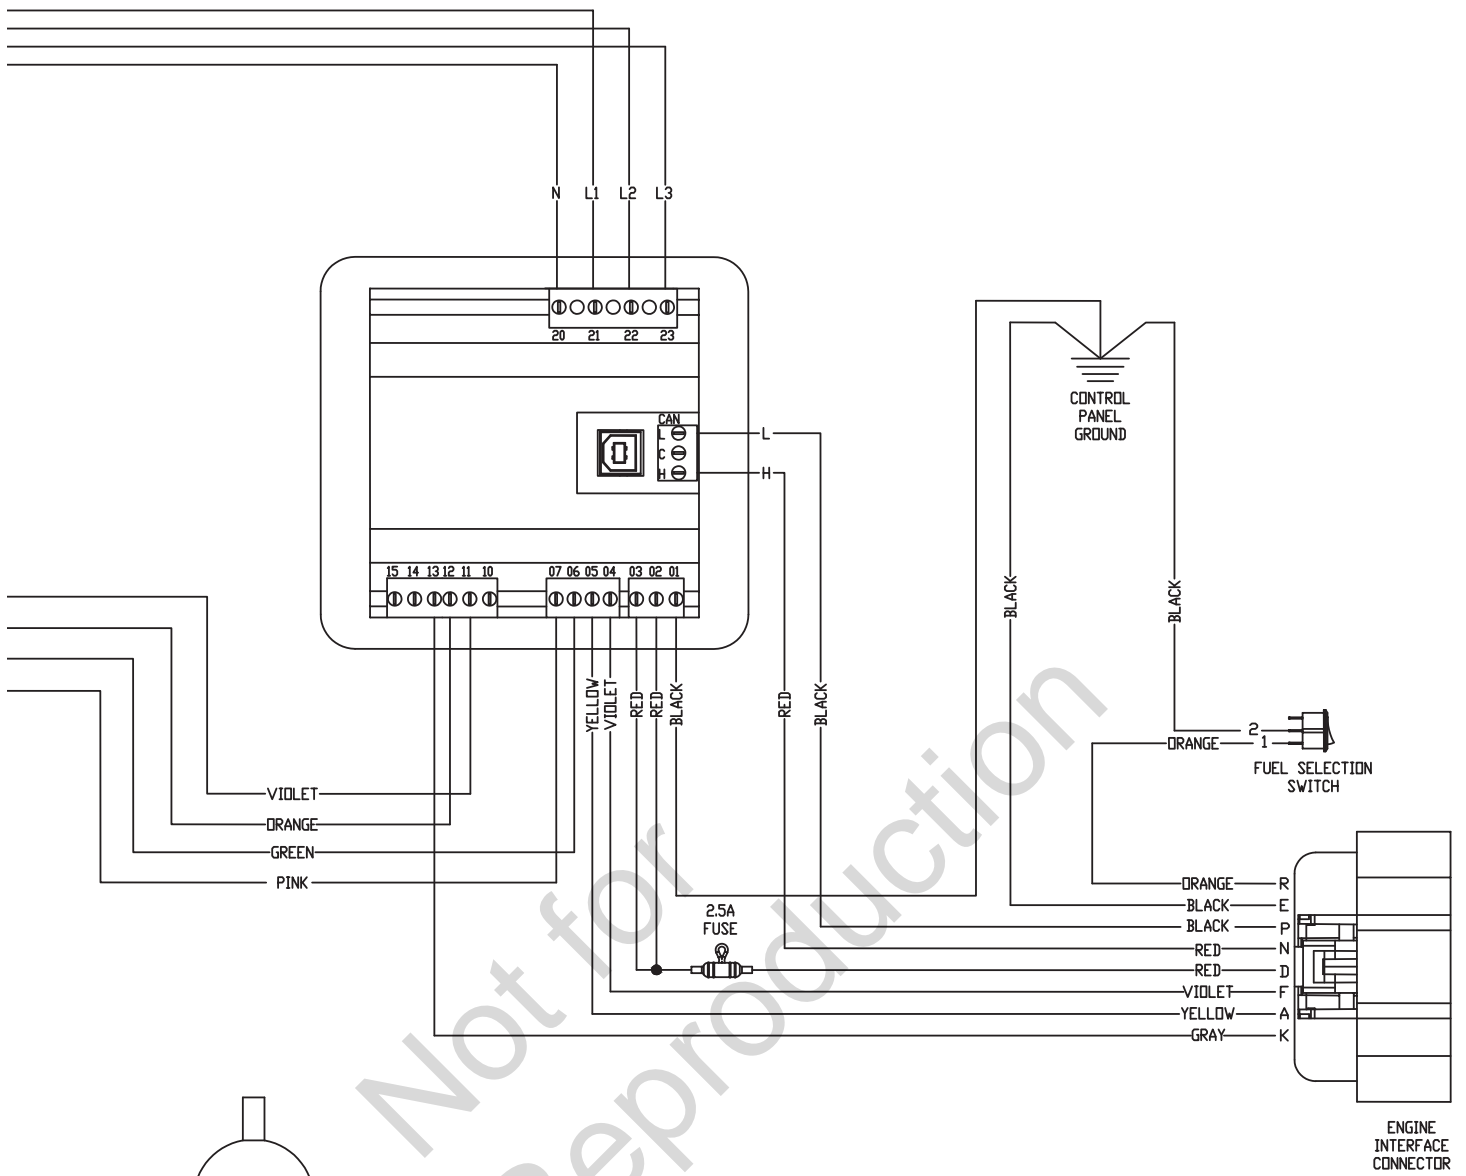 N L1 L2 L3
20 21 22 23
CAN
L
C
H
L
H
CONTROL
PANEL
GROUND
15 14 13 12 11 10 07 06 05 04 03 02 01
BLACK
BLACK
YELLOW
VIOLET
RED
RED
BLACK
RED
BLACK
2
ORANGE 1
FUEL SELECTION
SWITCH
VIOLET
ORANGE
GREEN
PINK
2.5A
FUSE
ORANGE R
BLACK E
BLACK P
RED N
RED D
VIOLET F
YELLOW A
GRAY K
ENGINE
INTERFACE
CONNECTOR
Not for
Reproduction